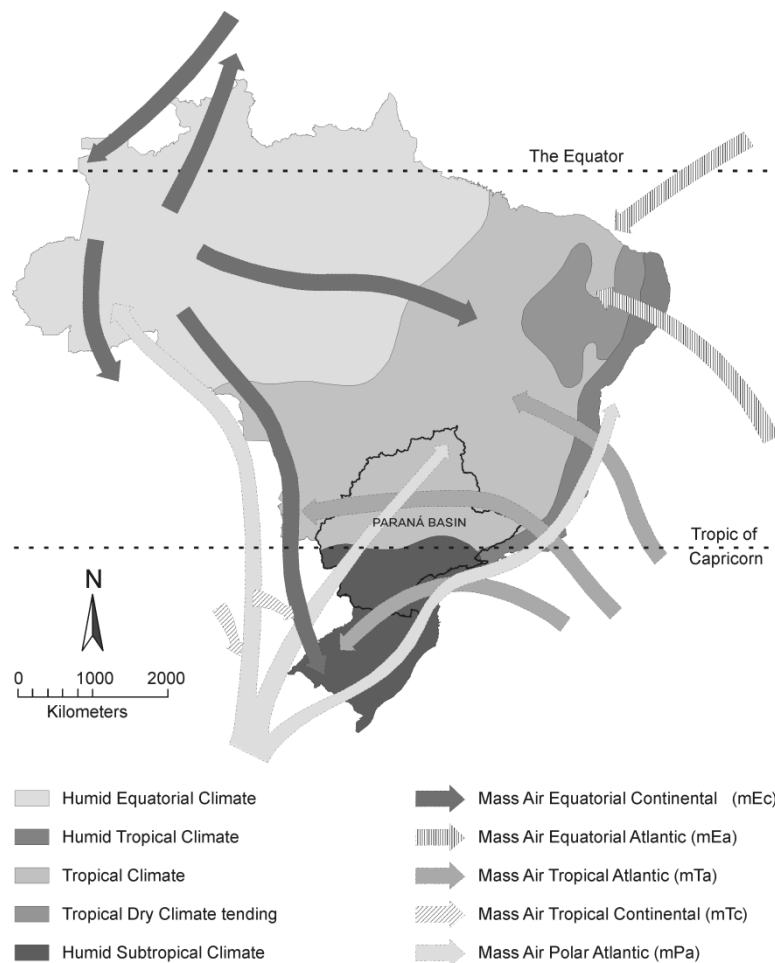 The Equator
PARANÁ BASIN
Tropic of
Capricorn
N
0 1000 2000
Kilometers
Humid Equatorial Climate
Humid Tropical Climate
Tropical Climate
Tropical Dry Climate tending
Humid Subtropical Climate
Mass Air Equatorial Continental (mEc)
Mass Air Equatorial Atlantic (mEa)
Mass Air Tropical Atlantic (mTa)
Mass Air Tropical Continental (mTc)
Mass Air Polar Atlantic (mPa)